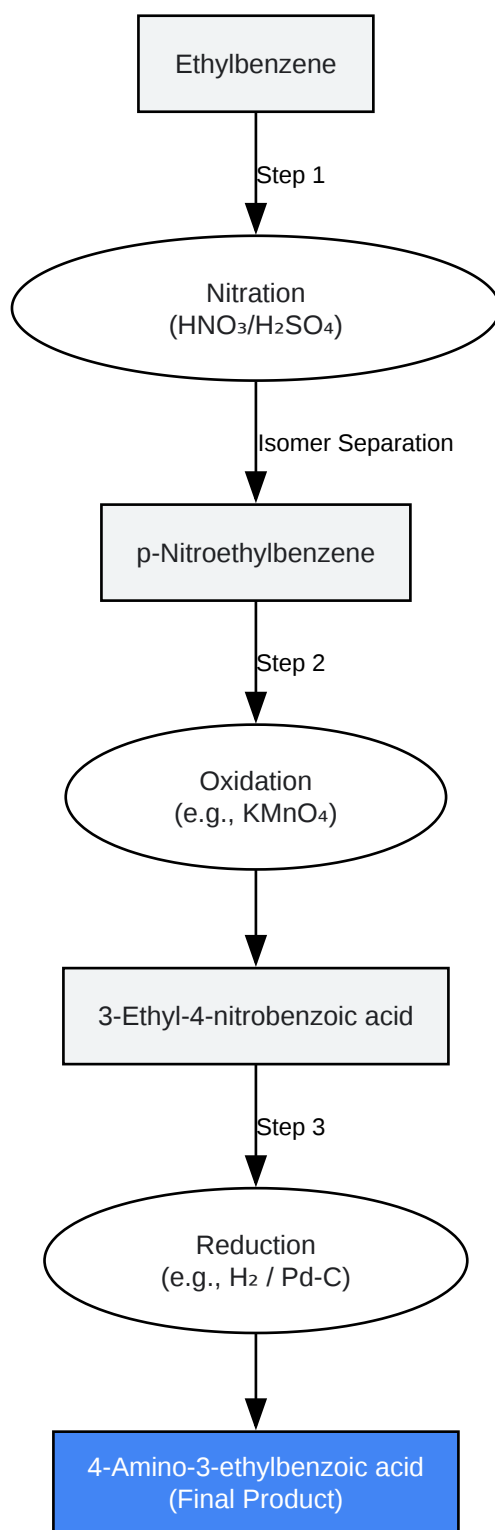 Ethylbenzene
Step 1
Nitration
(HNO₃/H₂SO₄)
Isomer Separation
p-Nitroethylbenzene
Step 2
Oxidation
(e.g., KMnO₄)
3-Ethyl-4-nitrobenzoic acid
Step 3
Reduction
(e.g., H₂ / Pd-C)
4-Amino-3-ethylbenzoic acid
(Final Product)